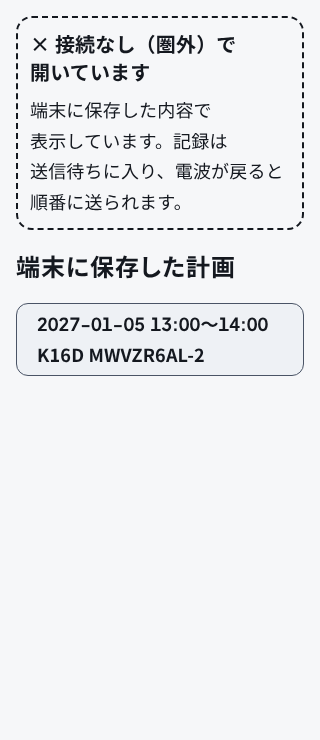 × 接続なし（圏外）で
開いています
端末に保存した内容で
表示しています。記録は
送信待ちに入り、電波が戻ると
順番に送られます。
端末に保存した計画
2027-01-05 13:00〜14:00
K16D MWVZR6AL-2